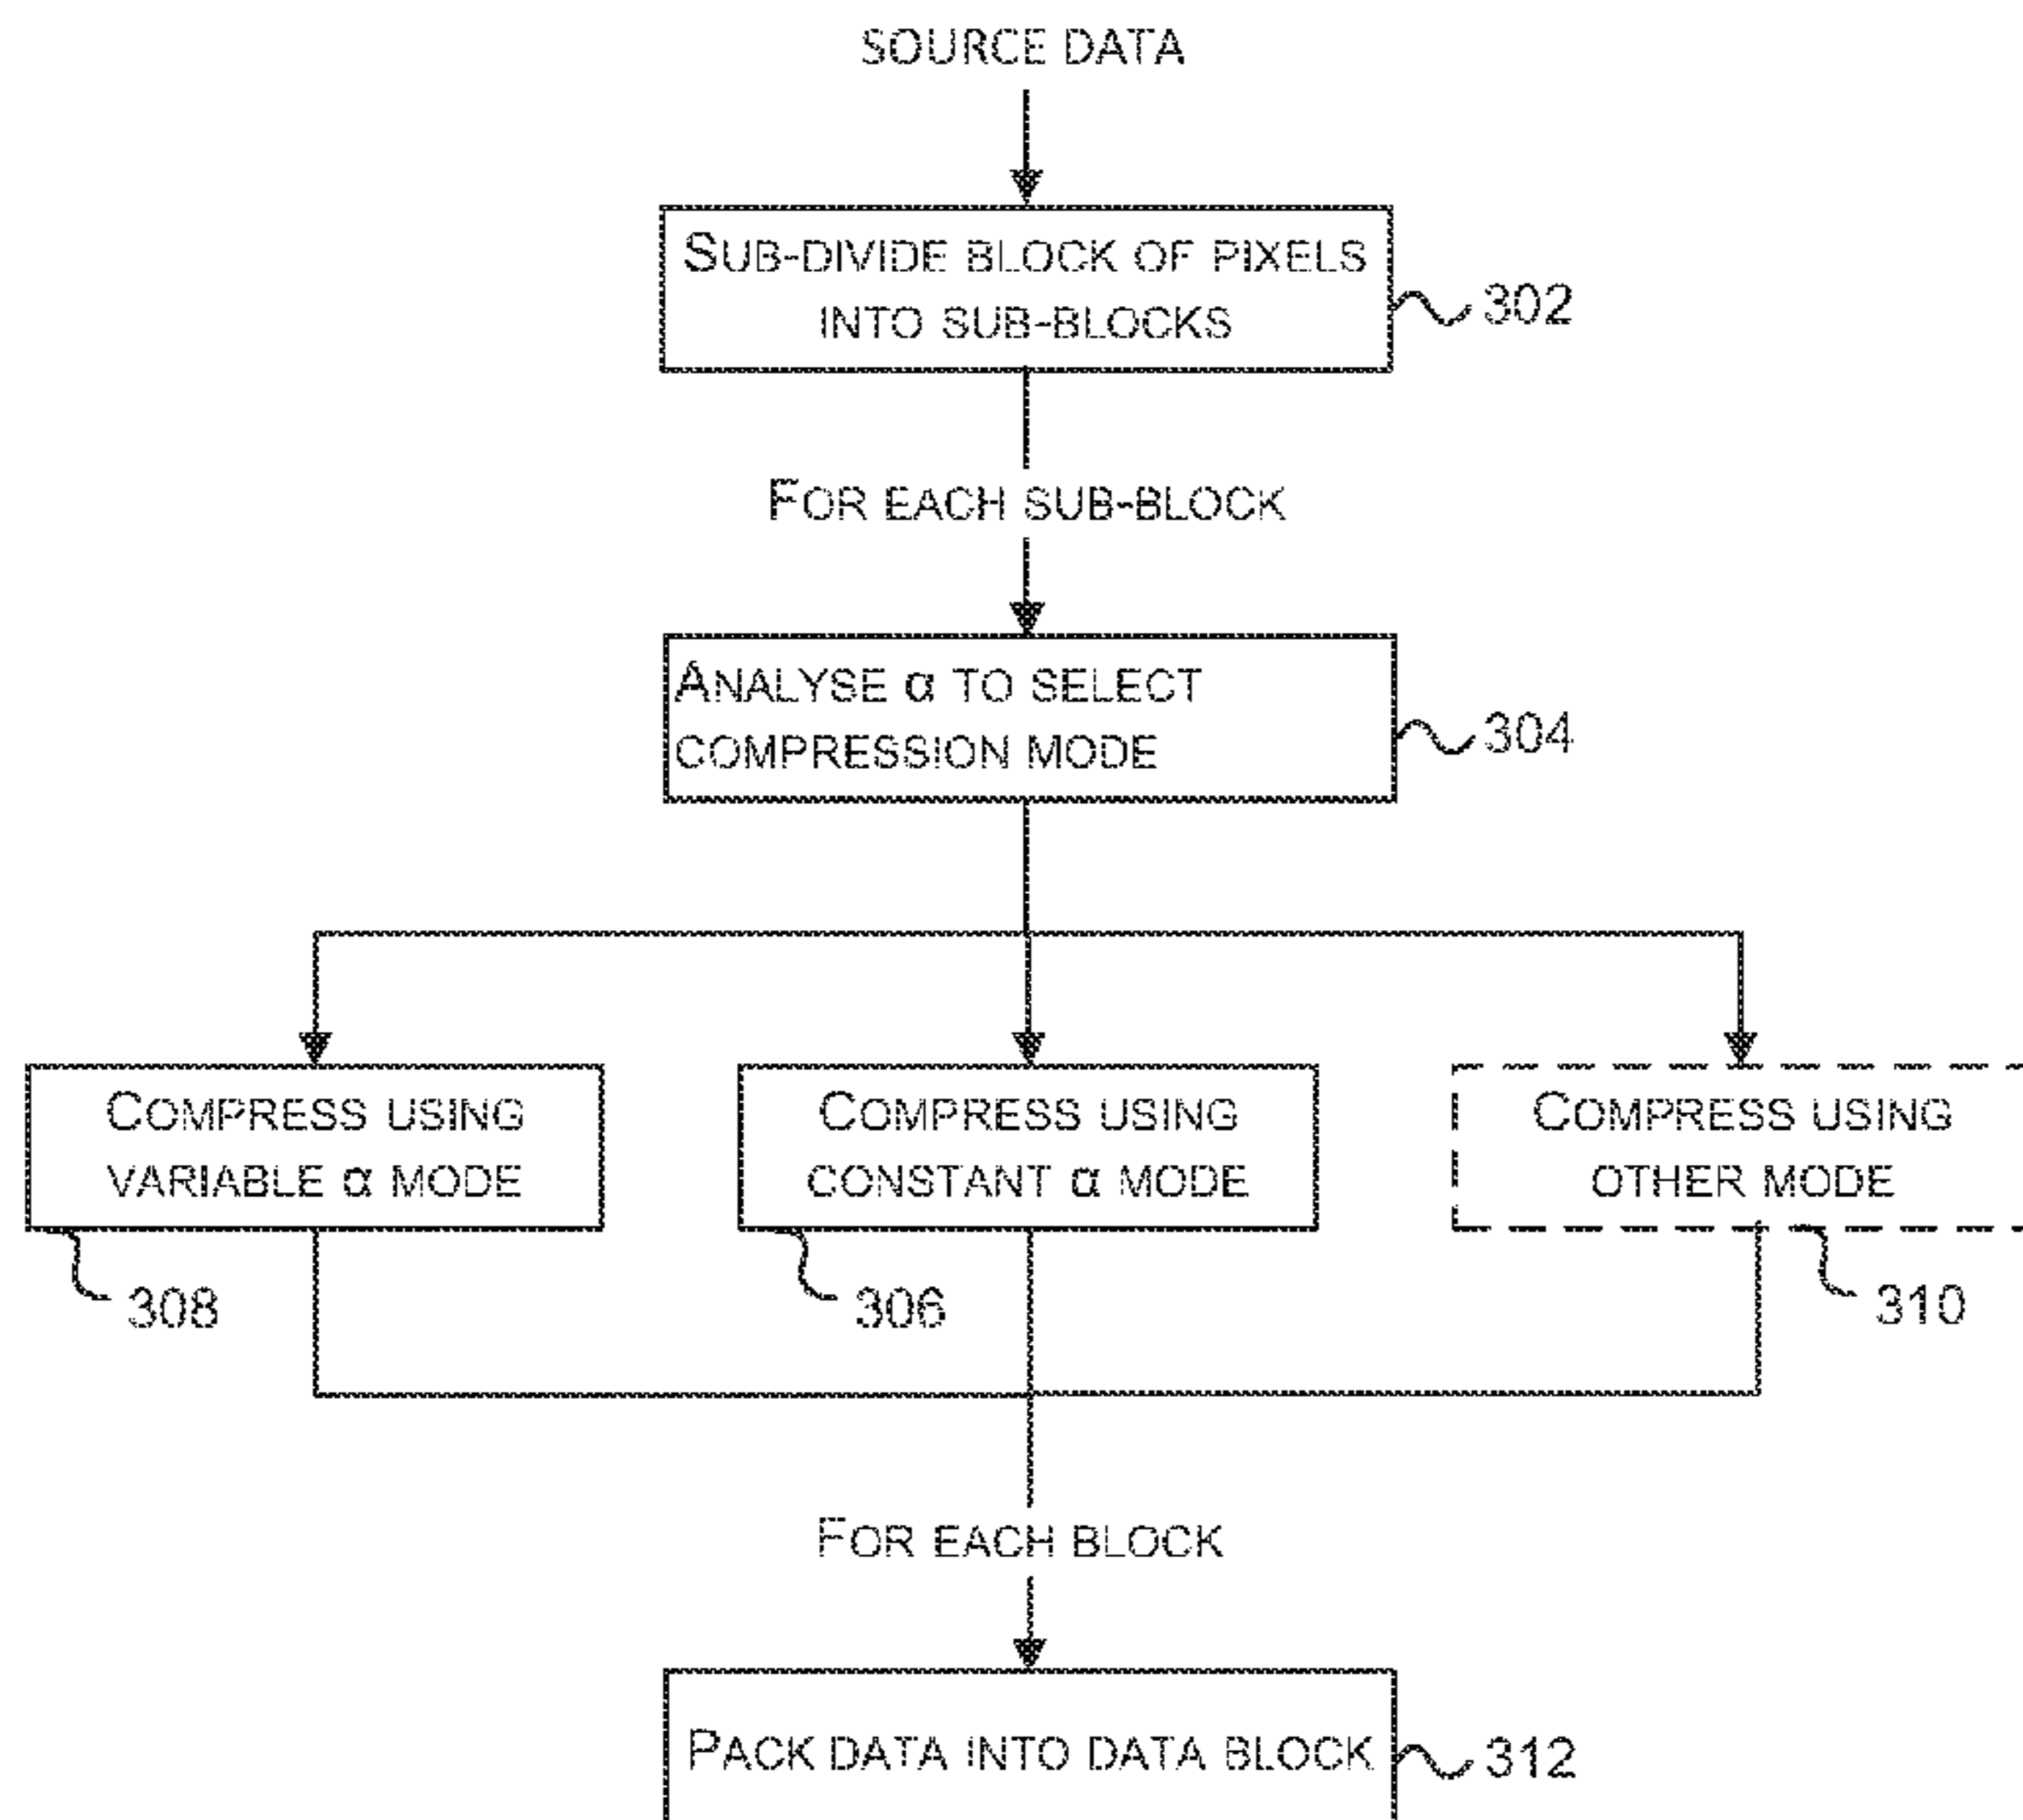 SOURCE DATA
SUB-DIVIDE BLOCK OF PIXELS
INTO SUB-BLOCKS
302
FOR EACH SUB-BLOCK
ANALYSE α TO SELECT
COMPRESSION MODE
304
COMPRESS USING
VARIABLE α MODE
308
COMPRESS USING
CONSTANT α MODE
306
COMPRESS USING
OTHER MODE
310
FOR EACH BLOCK
PACK DATA INTO DATA BLOCK
312